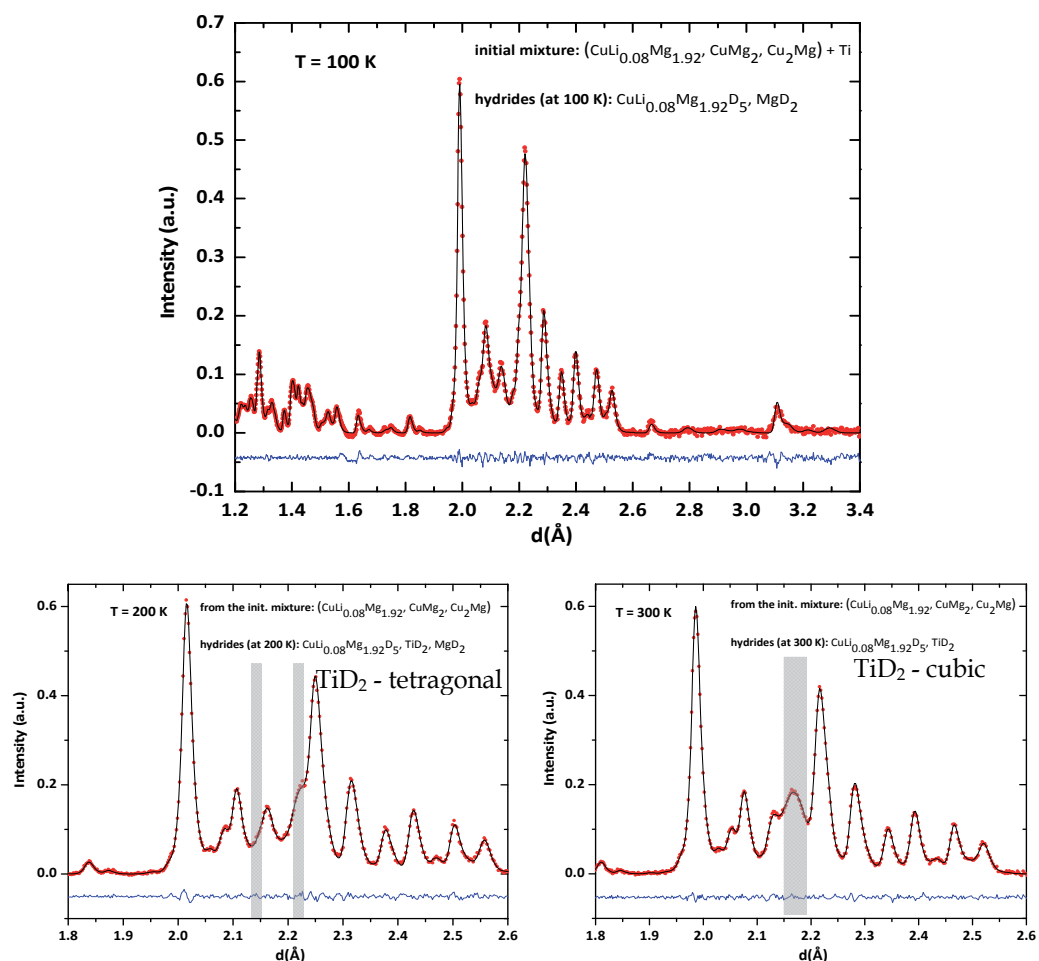 T = 100 K
initial mixture: (CuLi0.08Mg1.92, CuMg2, Cu2Mg) + Ti
hydrides (at 100 K): CuLi0.08Mg1.92D5, MgD2
Intensity (a.u.)
0.7
0.6
0.5
0.4
0.3
0.2
0.1
0.0
-0.1
1.2 1.4 1.6 1.8 2.0 2.2 2.4 2.6 2.8 3.0 3.2 3.4
d(Å)
T = 200 K
from the init. mixture: (CuLi0.08Mg1.92, CuMg2, Cu2Mg)
hydrides (at 200 K): CuLi0.08Mg1.92D5, TiD2, MgD2
TiD2 - tetragonal
Intensity (a.u.)
0.6
0.4
0.2
0.0
1.8 1.9 2.0 2.1 2.2 2.3 2.4 2.5 2.6
d(Å)
T = 300 K
from the init. mixture: (CuLi0.08Mg1.92, CuMg2, Cu2Mg)
hydrides (at 300 K): CuLi0.08Mg1.92D5, TiD2
TiD2 - cubic
Intensity (a.u.)
0.6
0.4
0.2
0.0
1.8 1.9 2.0 2.1 2.2 2.3 2.4 2.5 2.6
d(Å)